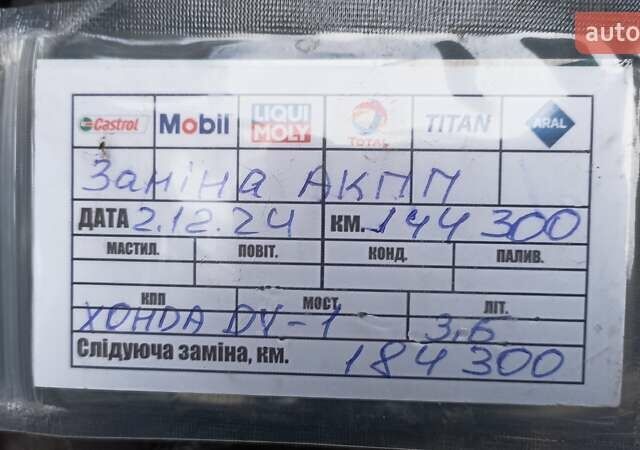 auto
Castrol Mobil LIQUI MOLY TOTAL TITAN ARAL
Заміна АКПП
ДАТА 2.12.24 КМ. 144 300
МАСТИЛ. ПОВІТ. КОНД. ПАЛИВ.
КПП МОСТ. ЛІТ.
ХОНДА DY-1 3,6
Слідуюча заміна, км. 184 300